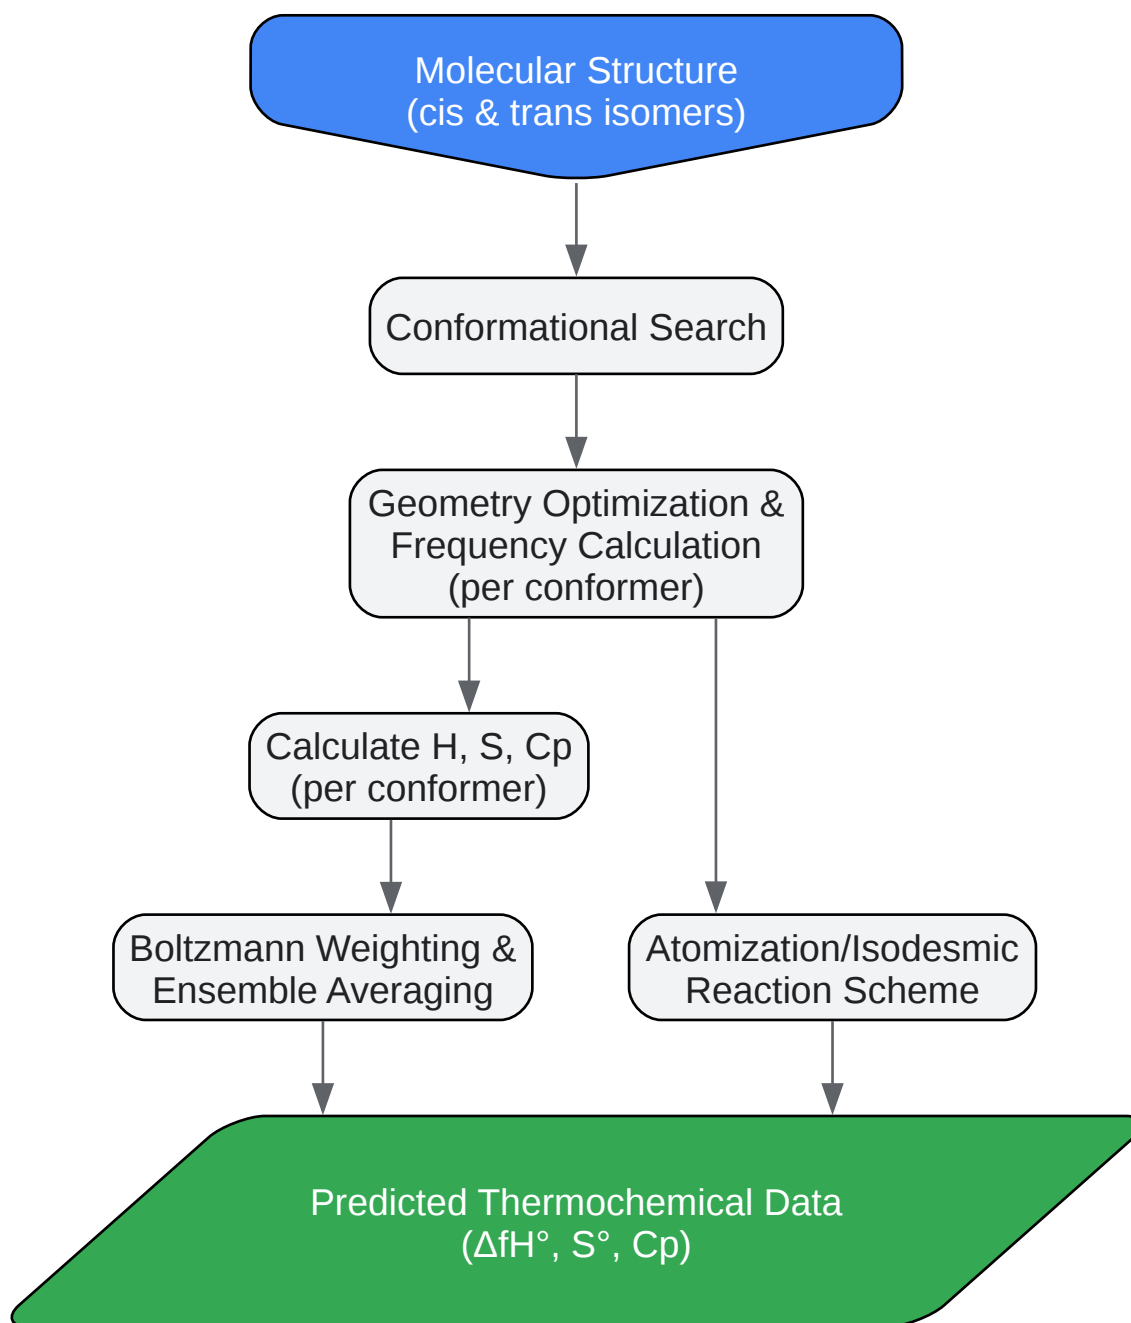 Molecular Structure
(cis & trans isomers)
Conformational Search
Geometry Optimization &
Frequency Calculation
(per conformer)
Calculate H, S, Cp
(per conformer)
Boltzmann Weighting &
Ensemble Averaging
Atomization/Isodesmic
Reaction Scheme
Predicted Thermochemical Data
(ΔfH°, S°, Cp)